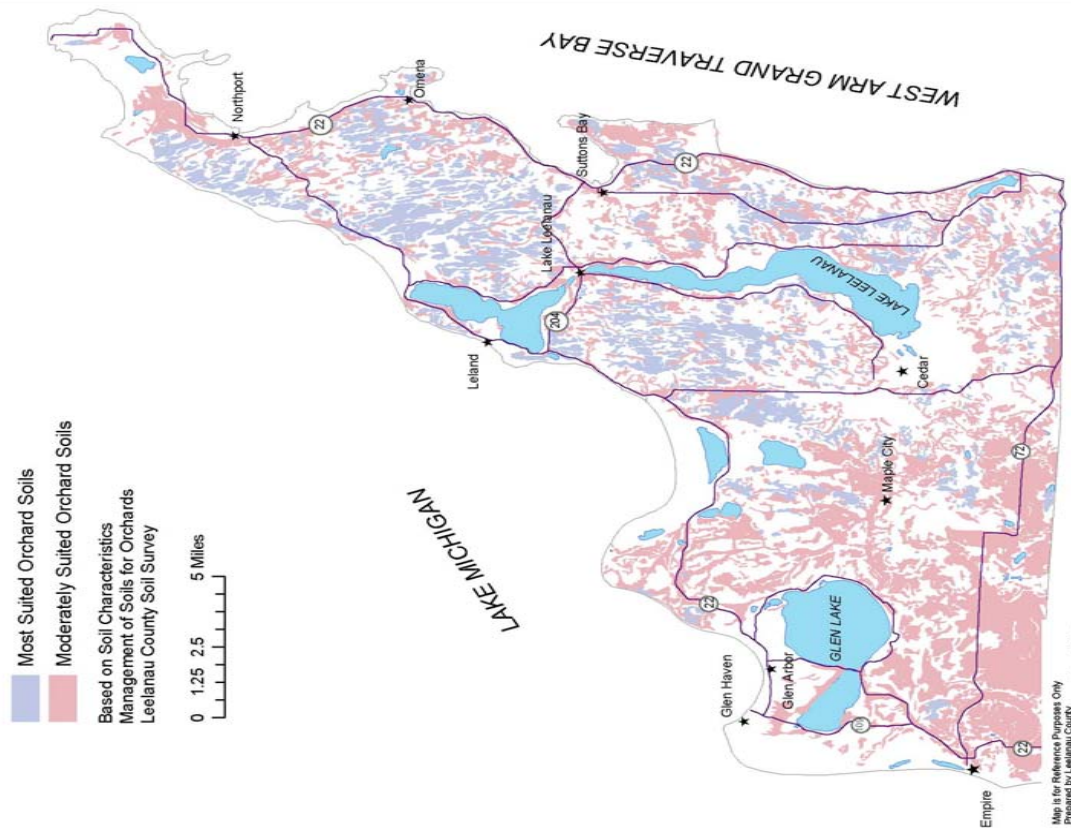 Most Suited Orchard Soils
Moderately Suited Orchard Soils
Based on Soil Characteristics
Management of Soils for Orchards
Leelanau County Soil Survey
0 1.25 2.5 5 Miles
LAKE MICHIGAN
WEST ARM GRAND TRAVERSE BAY
Northport
22
Omena
Suttons Bay
22
Lake Leelanau
204
Leland
LAKE LEELANAU
Cedar
Maple City
72
22
Glen Haven
Glen Arbor
GLEN LAKE
109
22
Empire
Map is for Reference Purposes Only
Prepared by Leelanau County